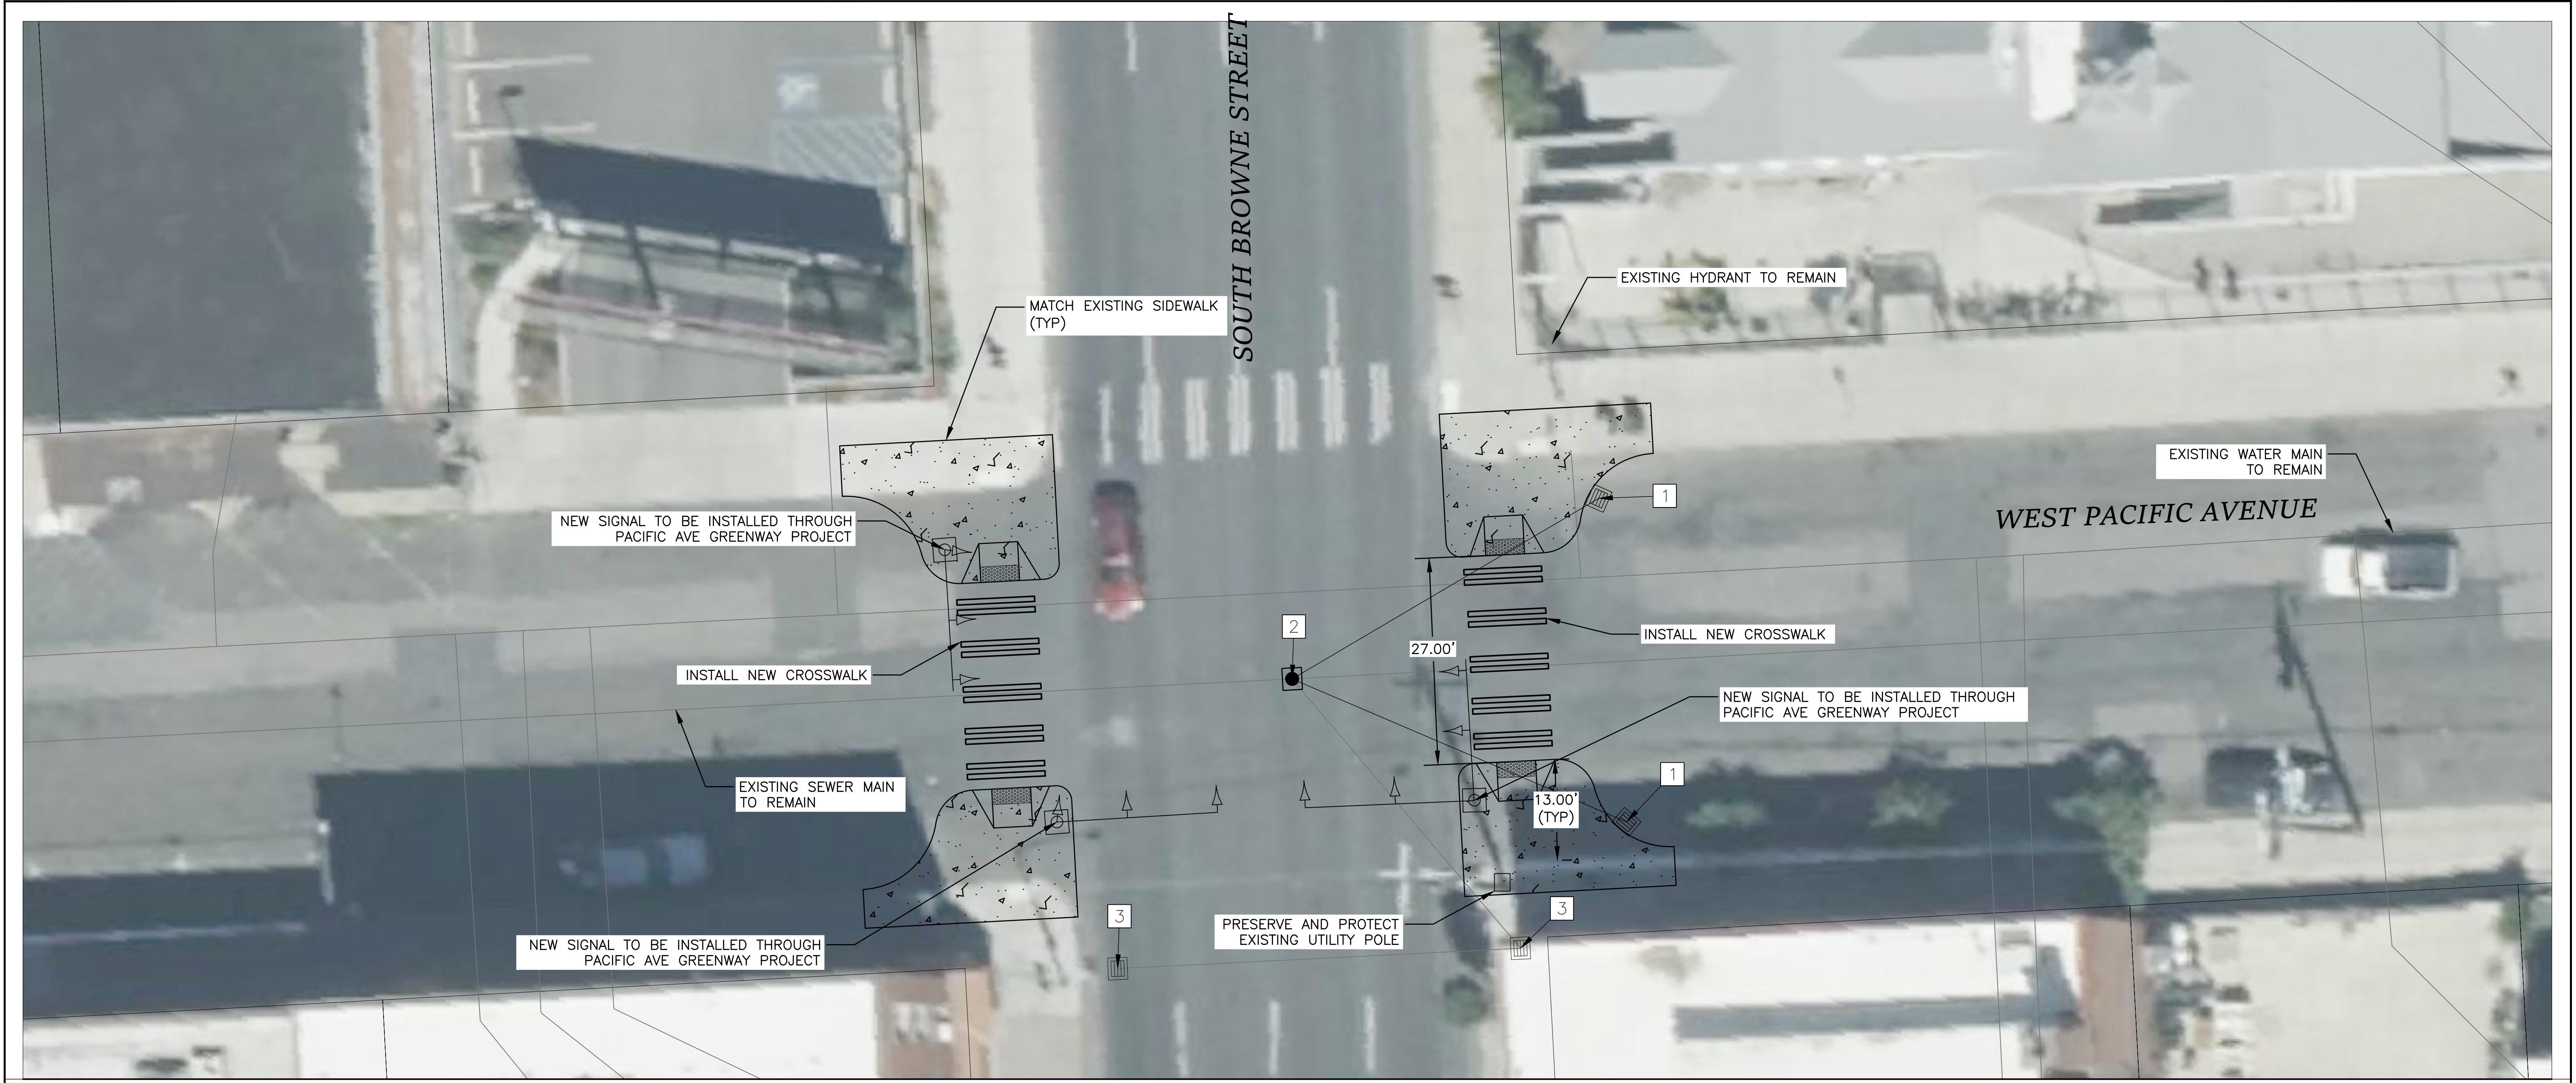 SOUTH BROWNE STREET
EXISTING HYDRANT TO REMAIN
MATCH EXISTING SIDEWALK
(TYP)
EXISTING WATER MAIN
TO REMAIN
1
WEST PACIFIC AVENUE
NEW SIGNAL TO BE INSTALLED THROUGH
PACIFIC AVE GREENWAY PROJECT
2
INSTALL NEW CROSSWALK
27.00'
INSTALL NEW CROSSWALK
NEW SIGNAL TO BE INSTALLED THROUGH
PACIFIC AVE GREENWAY PROJECT
1
EXISTING SEWER MAIN
TO REMAIN
13.00'
(TYP)
3
3
PRESERVE AND PROTECT
EXISTING UTILITY POLE
NEW SIGNAL TO BE INSTALLED THROUGH
PACIFIC AVE GREENWAY PROJECT